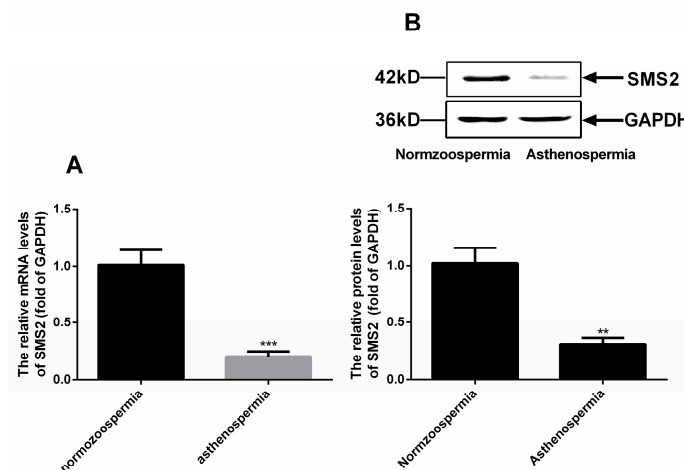 B
42kD
SMS2
36kD
GAPDH
Normzoospermia Asthenospermia
A
The relative mRNA levels
of SMS2 (fold of GAPDH)
1.5
1.0
0.5
0.0
***
normozoospermia
asthenospermia
The relative protein levels
of SMS2 (fold of GAPDH)
1.5
1.0
0.5
0.0
**
Normzoospermia
Asthenospermia